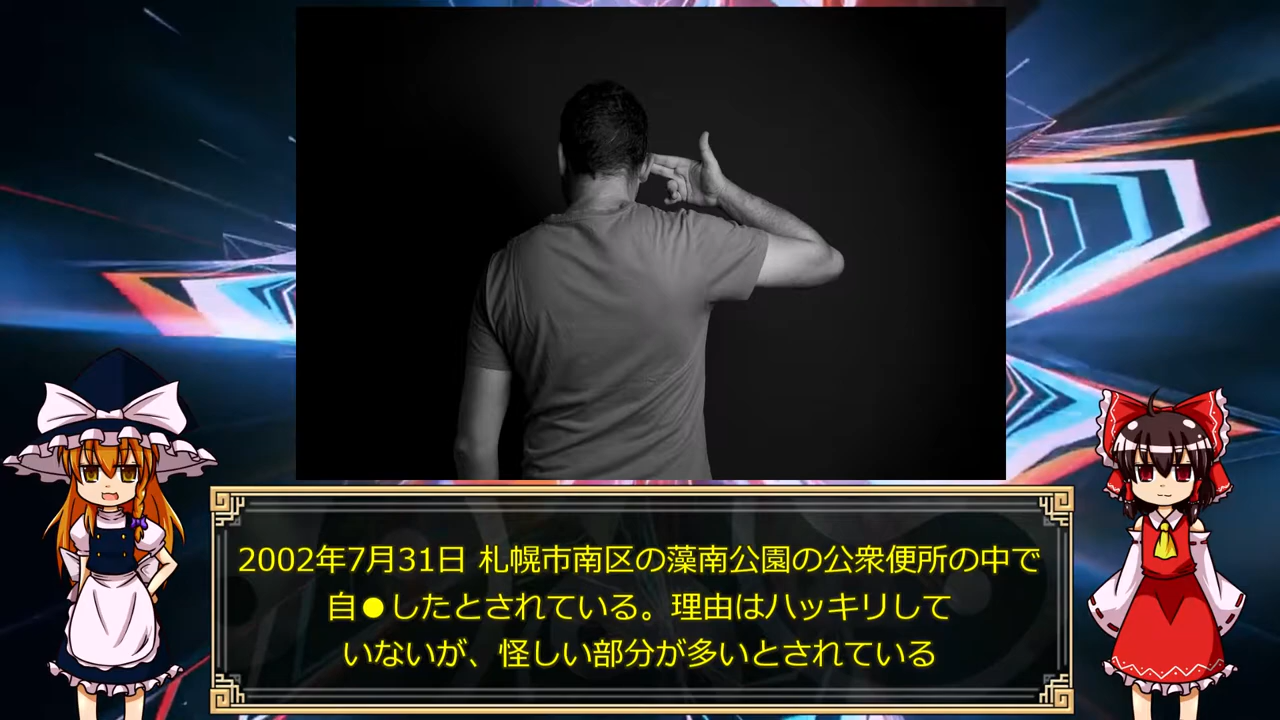 2002年7月31日 札幌市南区の藻南公園の公衆便所の中で
自●したとされている。理由はハッキリして
いないが、怪しい部分が多いとされている